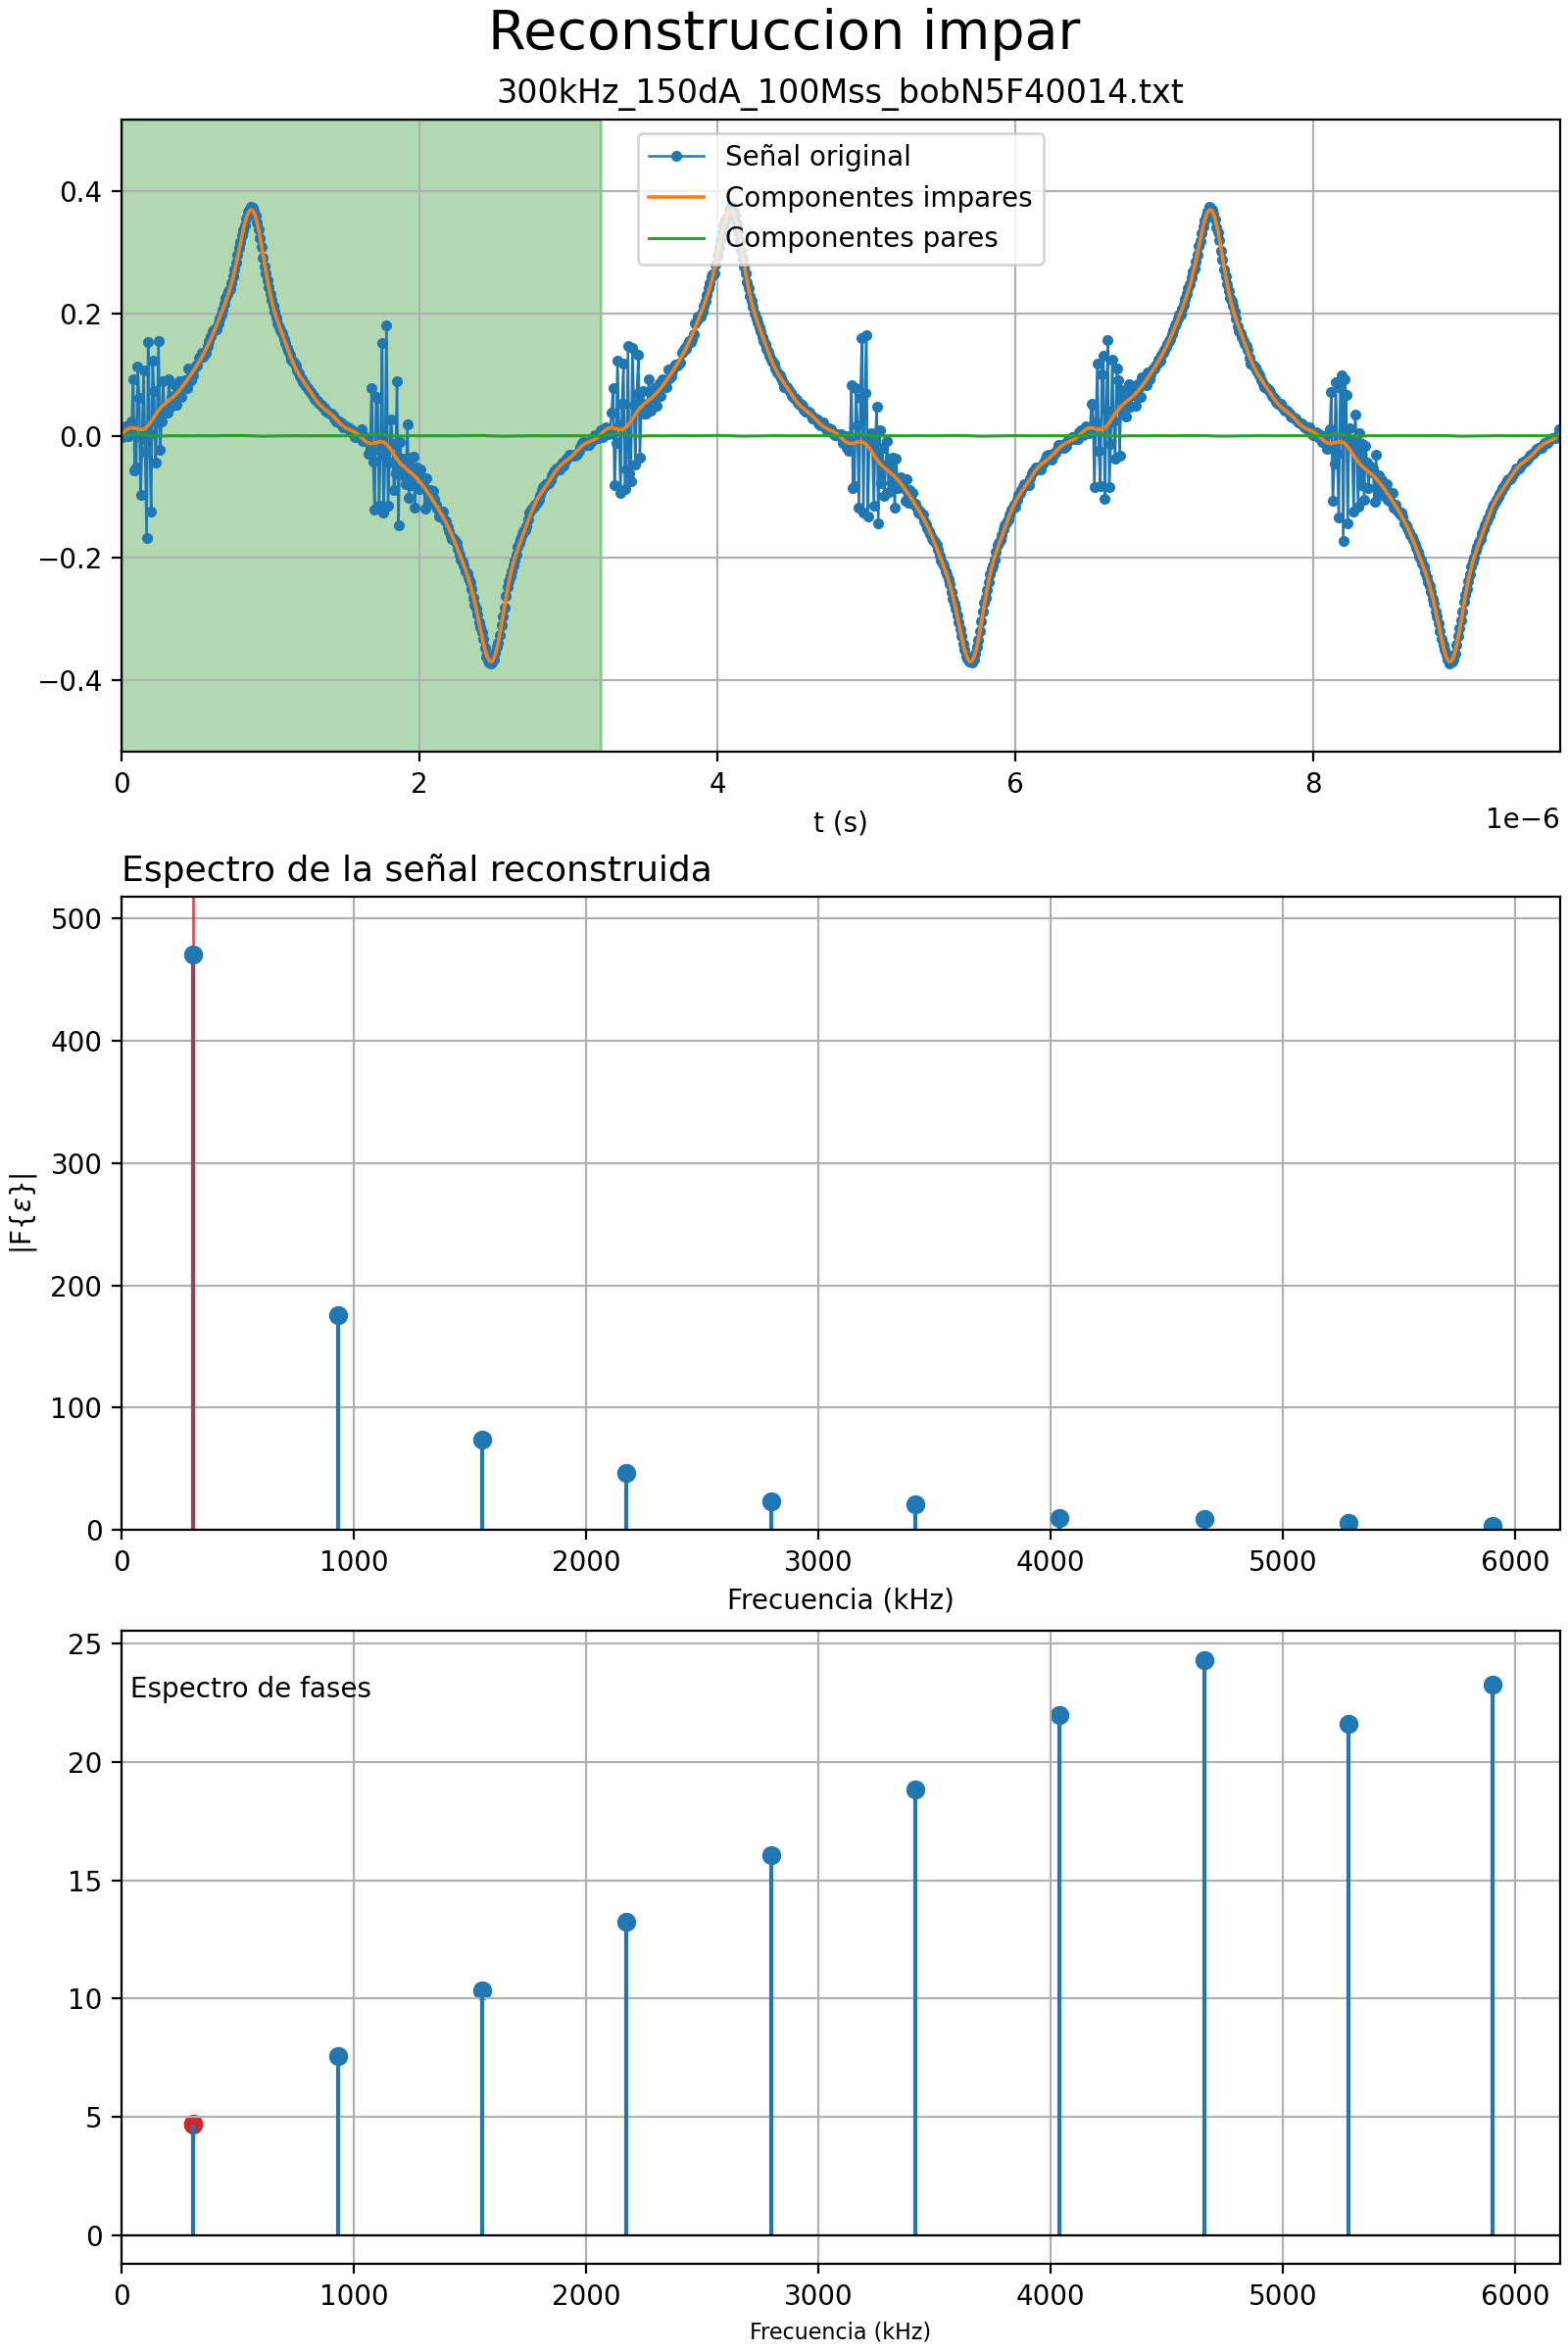 Reconstruccion impar
300kHz_150dA_100Mss_bobN5F40014.txt
Señal original
Componentes impares
Componentes pares
0.4
0.2
0.0
−0.2
−0.4
0 2 4 6 8
t (s)
1e−6
Espectro de la señal reconstruida
500
400
300
200
100
0
|F{ε}|
0 1000 2000 3000 4000 5000 6000
Frecuencia (kHz)
Espectro de fases
25
20
15
10
5
0
0 1000 2000 3000 4000 5000 6000
Frecuencia (kHz)